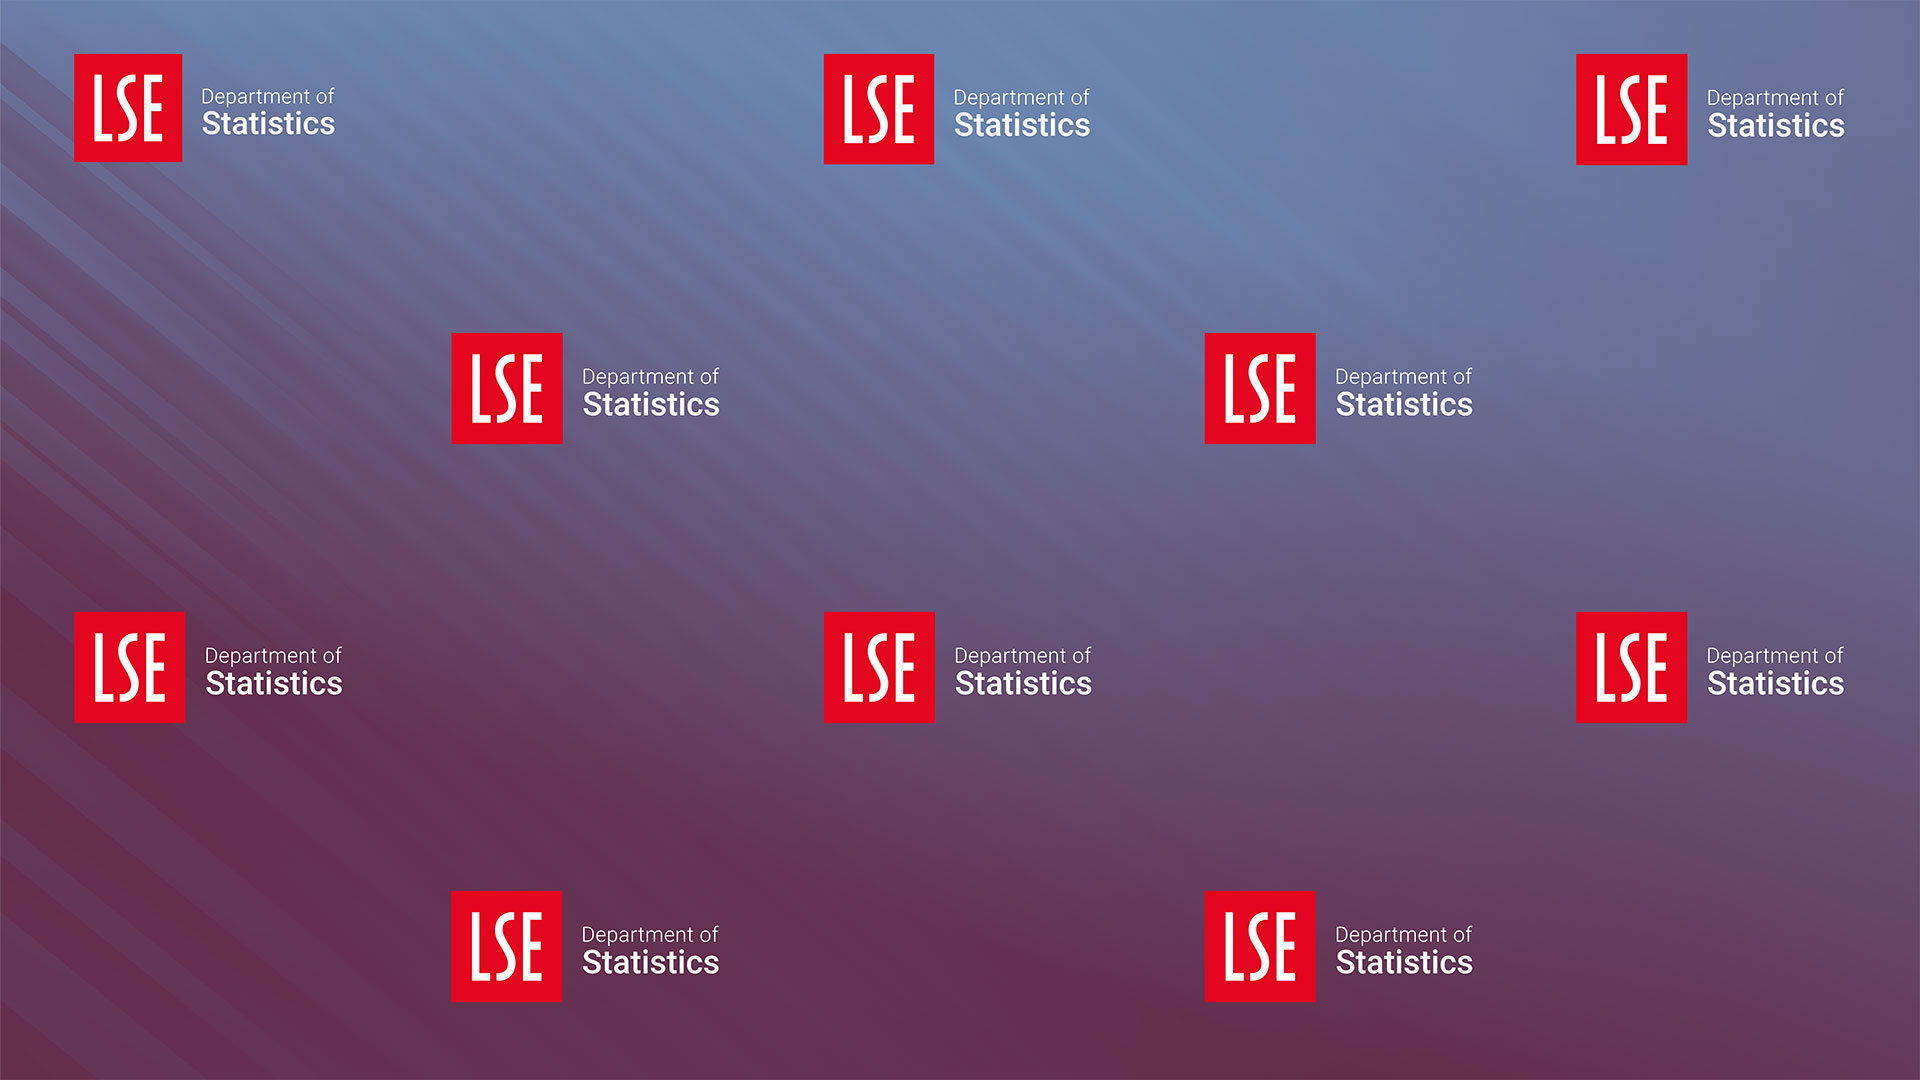 LSE
Department of
Statistics
LSE
Department of
Statistics
LSE
Department of
Statistics
LSE
Department of
Statistics
LSE
Department of
Statistics
LSE
Department of
Statistics
LSE
Department of
Statistics
LSE
Department of
Statistics
LSE
Department of
Statistics
LSE
Department of
Statistics